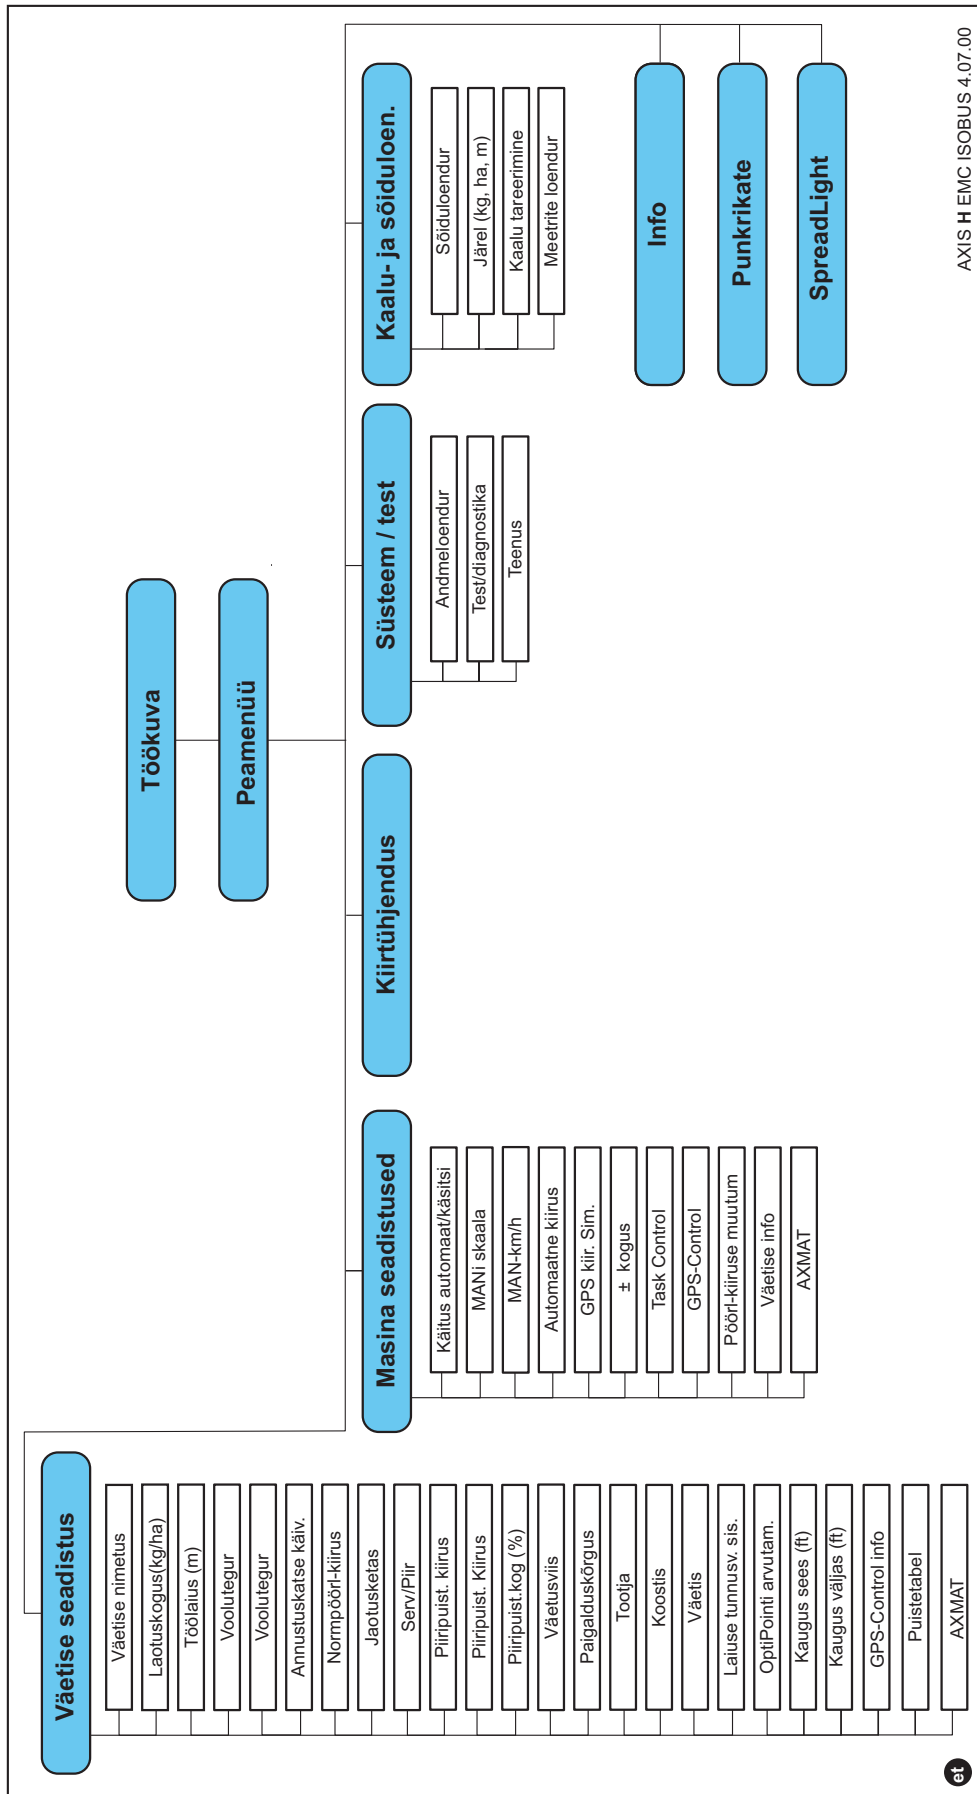 Töökuva
Peamenüü
Väetise seadistus
Väetise nimetus
Laotuskogus(kg/ha)
Töölaius (m)
Voolutegur
Voolutegur
Annustuskatse käiv.
Normpöörl-kiirus
Jaotusketas
Serv/Piir
Piiripuist. kiirus
Piiripuist. Kiirus
Piiripuist.kog (%)
Väetusviis
Paigalduskõrgus
Tootja
Koostis
Väetis
Laiuse tunnusv. sis.
OptiPointi arvutam.
Kaugus sees (ft)
Kaugus väljas (ft)
GPS-Control info
Puistetabel
AXMAT
Masina seadistused
Käitus automaat/käsitsi
MANi skaala
MAN-km/h
Automaatne kiirus
GPS kiir. Sim.
± kogus
Task Control
GPS-Control
Pöörl-kiiruse muutum
Väetise info
AXMAT
Kiirtühjendus
Süsteem / test
Andmeloendur
Test/diagnostika
Teenus
Kaalu- ja sõiduloen.
Sõiduloendur
Järel (kg, ha, m)
Kaalu tareerimine
Meetrite loendur
Info
Punkrikate
SpreadLight
et
AXIS H EMC ISOBUS 4.07.00